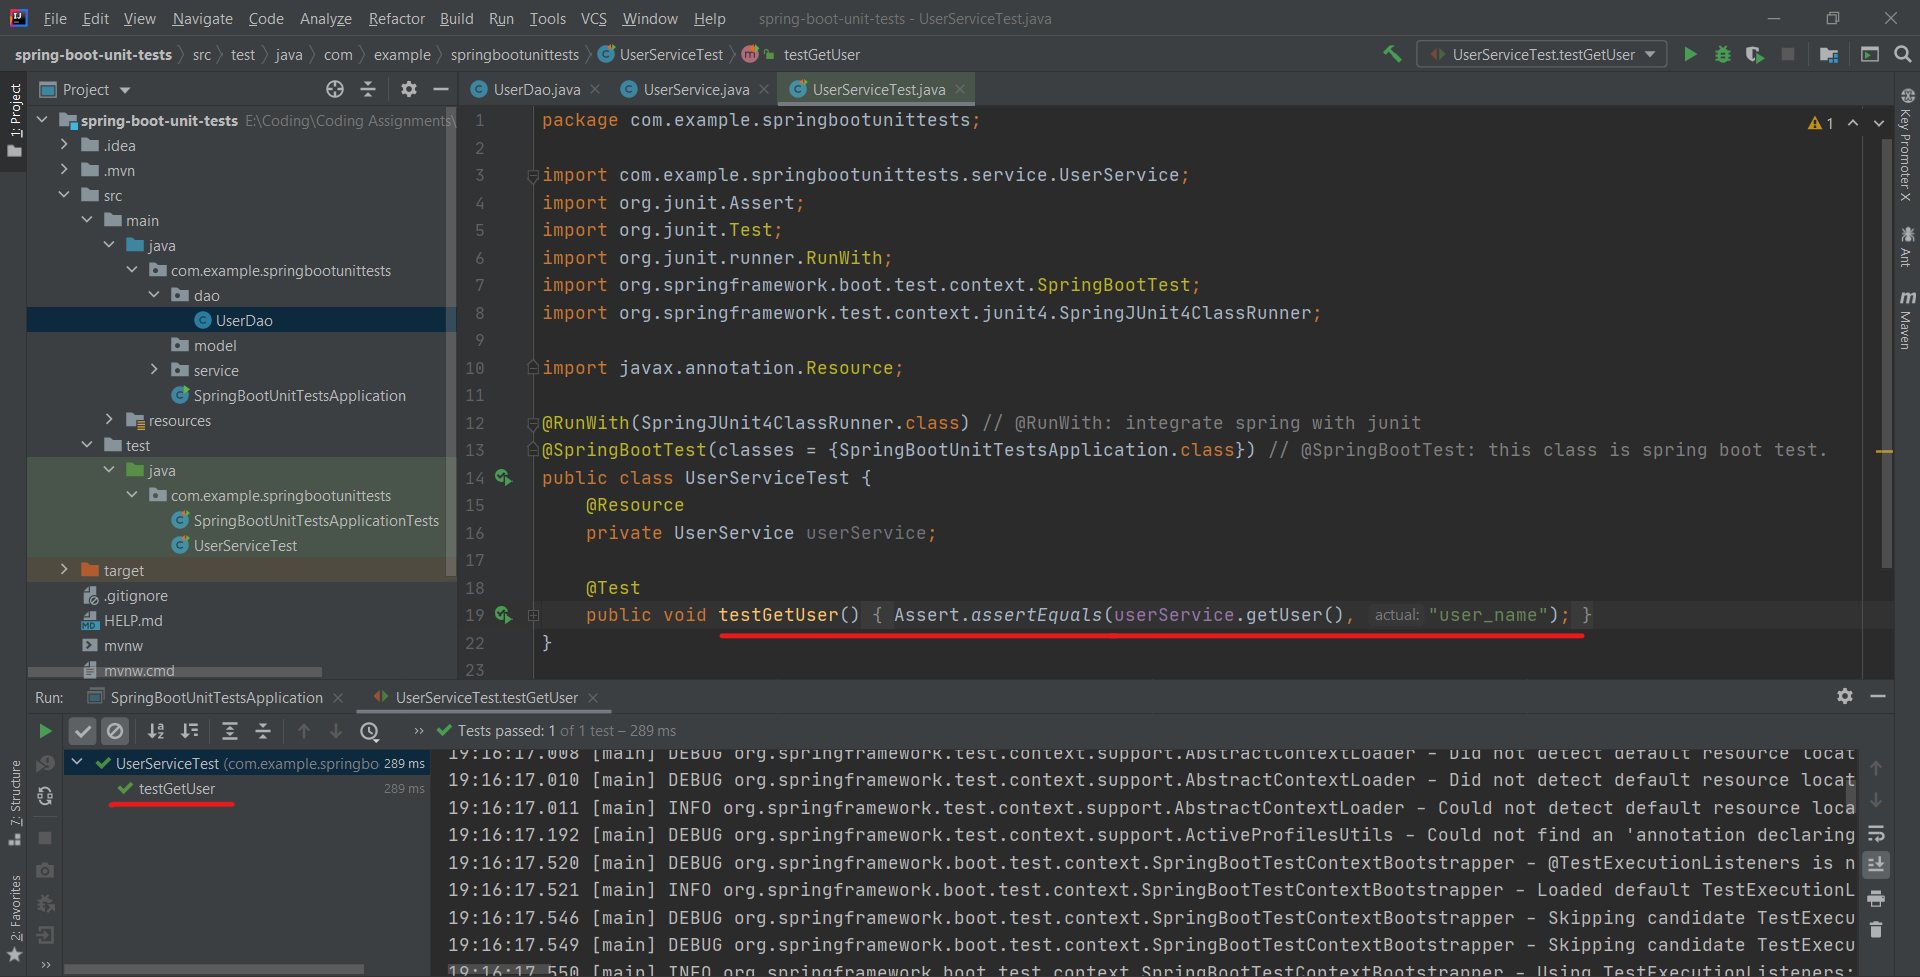 File Edit View Navigate Code Analyze Refactor Build Run Tools VCS Window Help spring-boot-unit-tests - UserServiceTest.java
spring-boot-unit-tests src test java com example springbootunittests UserServiceTest testGetUser
UserServiceTest.testGetUser
1: Project
Project
spring-boot-unit-tests E:\Coding\Coding Assignments\
.idea
.mvn
src
main
java
com.example.springbootunittests
dao
UserDao
model
service
SpringBootUnitTestsApplication
resources
test
java
com.example.springbootunittests
SpringBootUnitTestsApplicationTests
UserServiceTest
target
.gitignore
HELP.md
mvnw
mvnw.cmd
UserDao.java UserService.java UserServiceTest.java
1 package com.example.springbootunittests;
2
3 import com.example.springbootunittests.service.UserService;
4 import org.junit.Assert;
5 import org.junit.Test;
6 import org.junit.runner.RunWith;
7 import org.springframework.boot.test.context.SpringBootTest;
8 import org.springframework.test.context.junit4.SpringJUnit4ClassRunner;
9
10 import javax.annotation.Resource;
11
12 @RunWith(SpringJUnit4ClassRunner.class) // @RunWith: integrate spring with junit
13 @SpringBootTest(classes = {SpringBootUnitTestsApplication.class}) // @SpringBootTest: this class is spring boot test.
14 public class UserServiceTest {
15 @Resource
16 private UserService userService;
17
18 @Test
19 public void testGetUser() { Assert.assertEquals(userService.getUser(), actual: "user_name"); }
22 }
23
1
Key Promoter X
Ant
m Maven
Run: SpringBootUnitTestsApplication UserServiceTest.testGetUser
Tests passed: 1 of 1 test – 289 ms
UserServiceTest (com.example.springbo 289 ms
testGetUser 289 ms
7: Structure
2: Favorites
19:16:17.008 [main] DEBUG org.springframework.test.context.support.AbstractContextLoader - Did not detect default resource locat
19:16:17.010 [main] DEBUG org.springframework.test.context.support.AbstractContextLoader - Did not detect default resource locat
19:16:17.011 [main] INFO org.springframework.test.context.support.AbstractContextLoader - Could not detect default resource loca
19:16:17.192 [main] DEBUG org.springframework.test.context.support.ActiveProfilesUtils - Could not find an 'annotation declaring
19:16:17.520 [main] DEBUG org.springframework.boot.test.context.SpringBootTestContextBootstrapper - @TestExecutionListeners is n
19:16:17.521 [main] INFO org.springframework.boot.test.context.SpringBootTestContextBootstrapper - Loaded default TestExecutionL
19:16:17.546 [main] DEBUG org.springframework.boot.test.context.SpringBootTestContextBootstrapper - Skipping candidate TestExecu
19:16:17.549 [main] DEBUG org.springframework.boot.test.context.SpringBootTestContextBootstrapper - Skipping candidate TestExecu
19:16:17.550 [main] INFO org.springframework.boot.test.context.SpringBootTestContextBootstrapper - Using TestExecutionListeners: